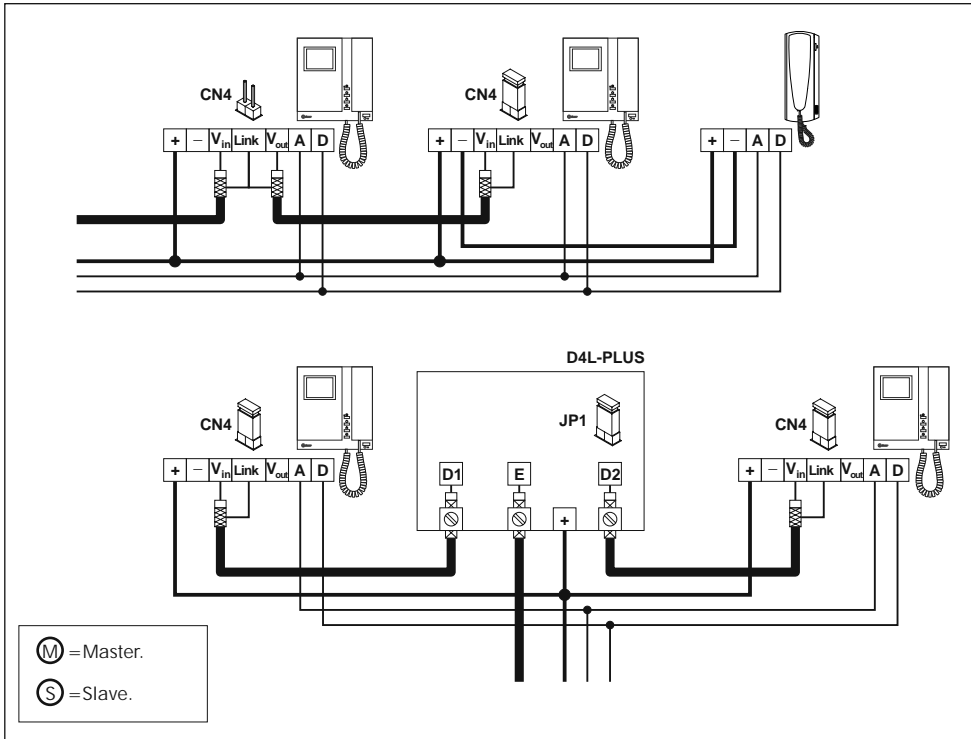 CN4
CN4
+ – Vin Link Vout A D
+ – Vin Link Vout A D
+ – A D
D4L-PLUS
CN4
JP1
CN4
+ – Vin Link Vout A D
D1 E D2
+
+ – Vin Link Vout A D
M =Master.
S =Slave.